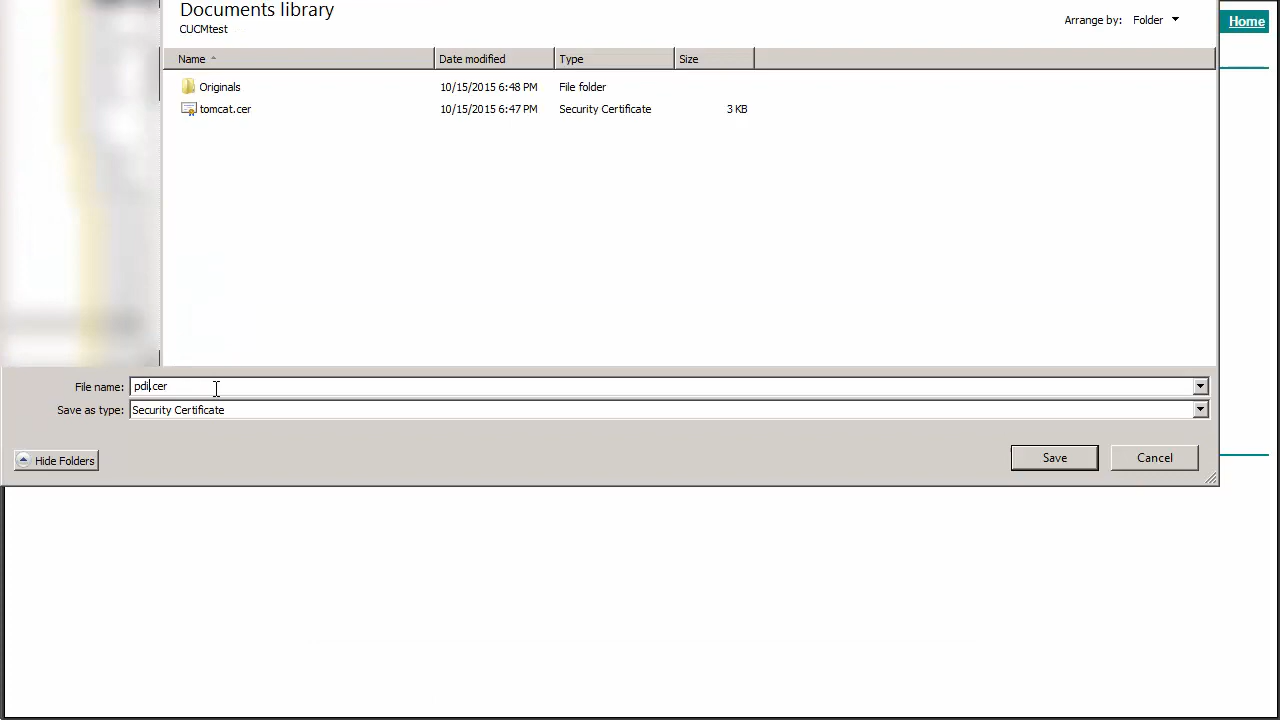 Documents library
CUCMtest
Arrange by: Folder
Home
Name Date modified Type Size
Originals 10/15/2015 6:48 PM File folder
tomcat.cer 10/15/2015 6:47 PM Security Certificate 3 KB
File name: pdi.cer
Save as type: Security Certificate
Hide Folders Save Cancel